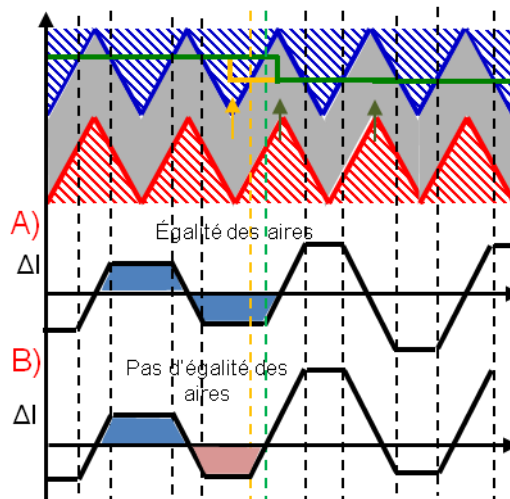 A)
Égalité des aires
ΔI
B)
Pas d'égalité des
aires
ΔI